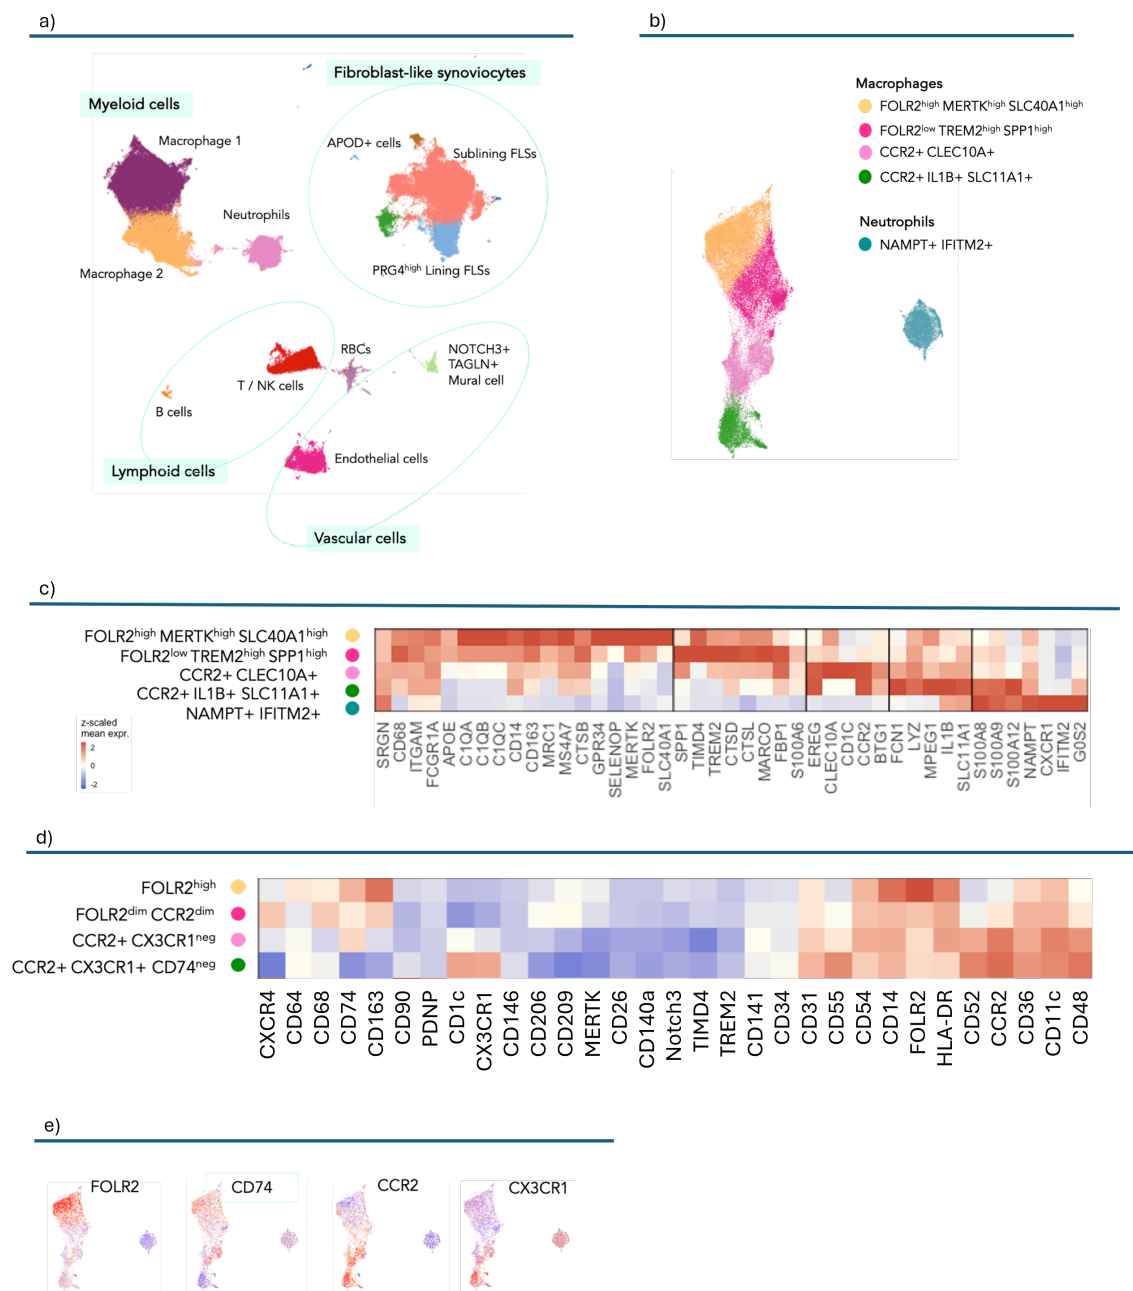 a)
Fibroblast-like synoviocytes
Myeloid cells
Macrophage 1
APOD+ cells
Sublining FLSs
Neutrophils
Macrophage 2
PRG4high Lining FLSs
RBCs
NOTCH3+
TAGLN+
Mural cell
T / NK cells
B cells
Endothelial cells
Lymphoid cells
Vascular cells
b)
Macrophages
FOLR2high MERTKhigh SLC40A1high
FOLR2low TREM2high SPP1high
CCR2+ CLEC10A+
CCR2+ IL1B+ SLC11A1+
Neutrophils
NAMPT+ IFITM2+
c)
FOLR2high MERTKhigh SLC40A1high
FOLR2low TREM2high SPP1high
CCR2+ CLEC10A+
CCR2+ IL1B+ SLC11A1+
NAMPT+ IFITM2+
z-scaled
mean expr.
2
0
-2
SRGN
CD68
ITGAM
FCGR1A
APOE
C1QA
C1QB
C1QC
CD14
CD163
MRC1
MS4A7
CTSB
GPR34
SELENOP
MERTK
FOLR2
SLC40A1
SPP1
TIMD4
TREM2
CTSD
CTSL
MARCO
FBP1
S100A6
EREG
CLEC10A
CD1C
CCR2
BTG1
FCN1
LYZ
MPEG1
IL1B
SLC11A1
S100A8
S100A9
S100A12
NAMPT
CXCR1
IFITM2
G0S2
d)
FOLR2high
FOLR2dim CCR2dim
CCR2+ CX3CR1neg
CCR2+ CX3CR1+ CD74neg
CXCR4
CD64
CD68
CD74
CD163
CD90
PDNP
CD1c
CX3CR1
CD146
CD206
CD209
MERTK
CD26
CD140a
Notch3
TIMD4
TREM2
CD141
CD34
CD31
CD55
CD54
CD14
FOLR2
HLA-DR
CD52
CCR2
CD36
CD11c
CD48
e)
FOLR2
CD74
CCR2
CX3CR1